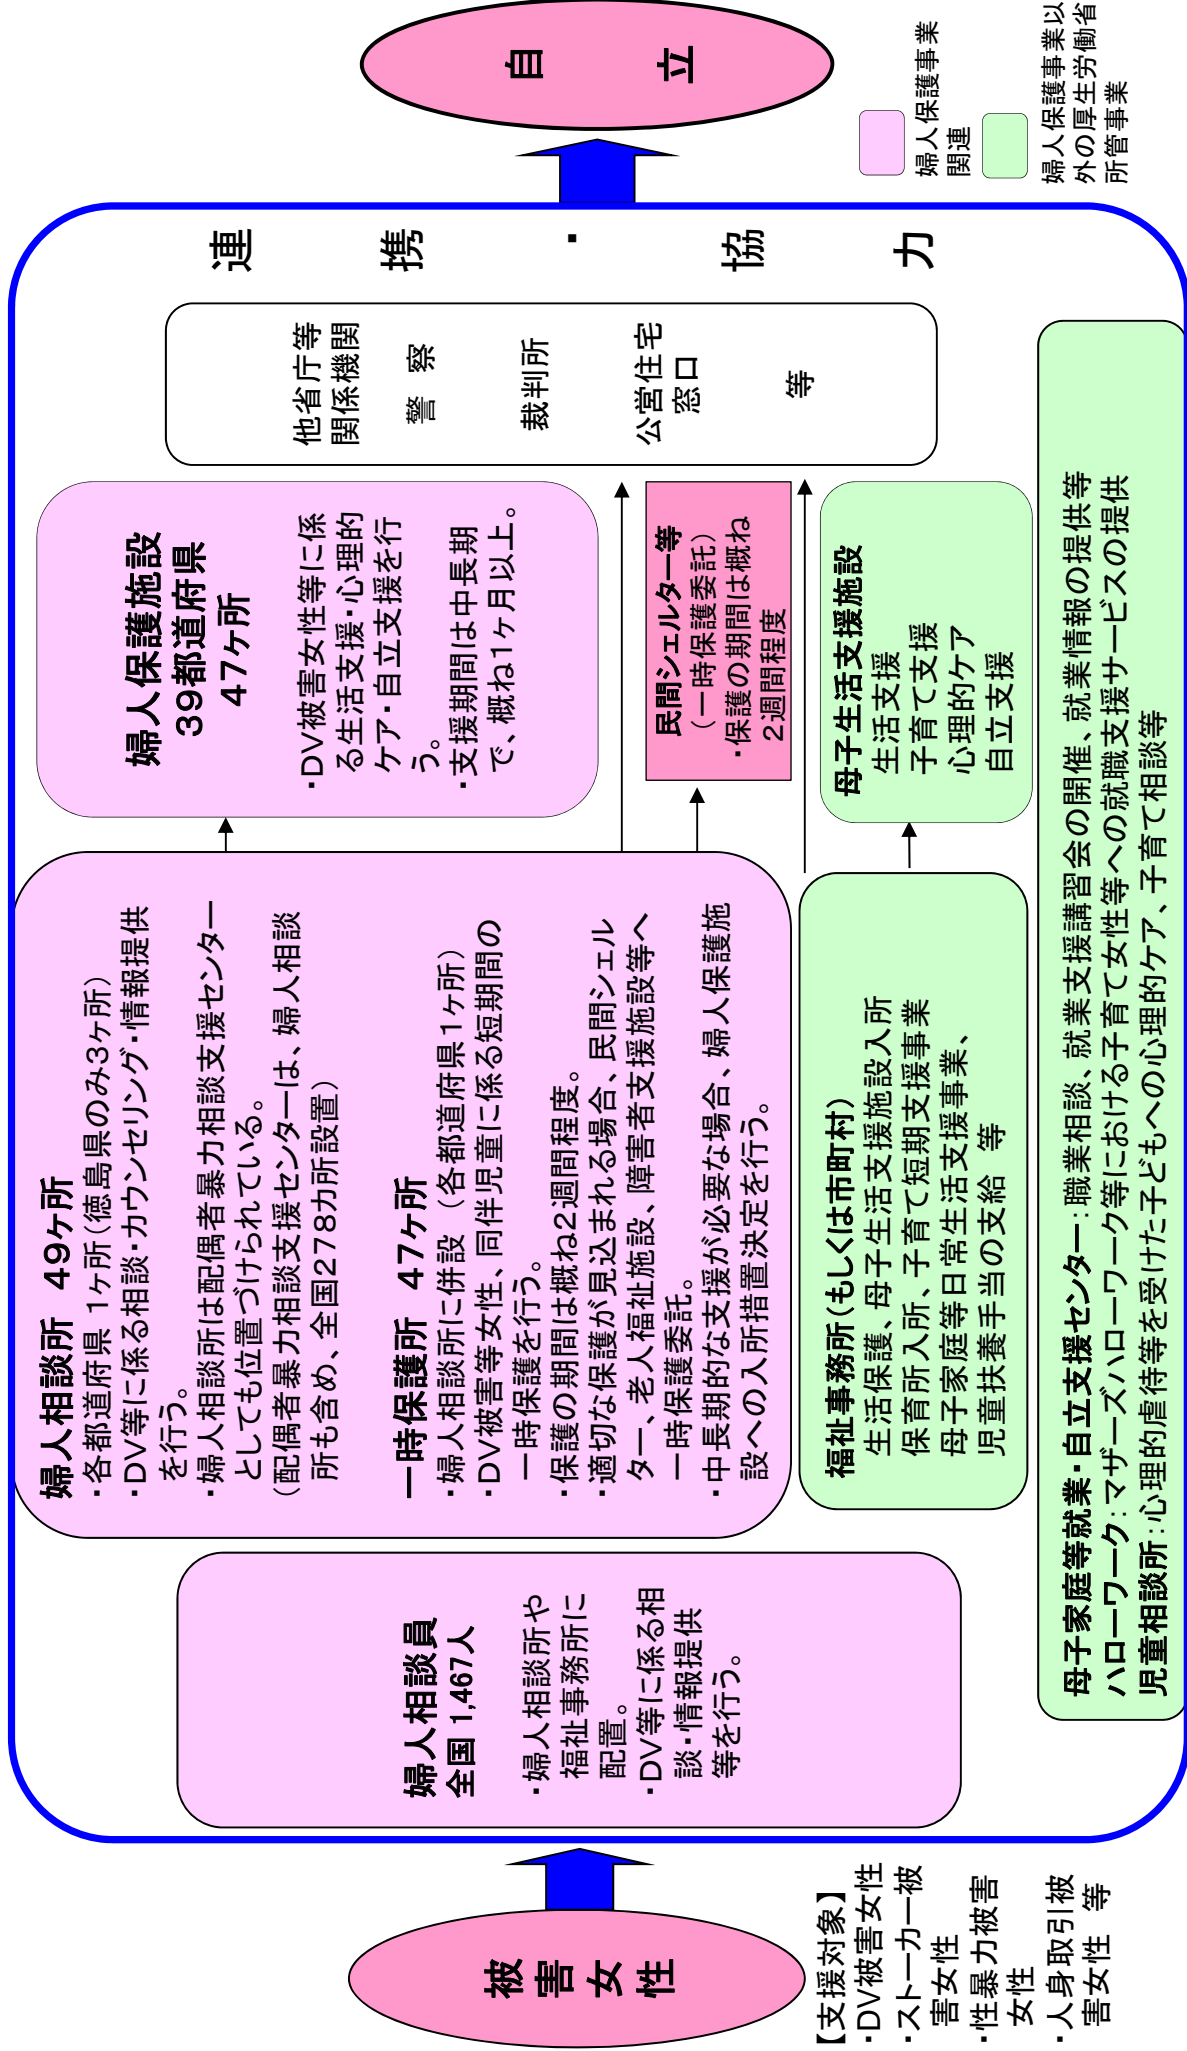 被
害
女
性
【支援対象】
・DV被害女性
・ストーカー被
害女性
・性暴力被害
女性
・人身取引被
害女性 等
婦人相談員
全国 1,467人
・婦人相談所や
福祉事務所に
配置。
・DV等に係る相
談・情報提供
等を行う。
婦人相談所 49ヶ所
・各都道府県 1ヶ所(徳島県のみ3ヶ所)
・DV等に係る相談・カウンセリング・情報提供
を行う。
・婦人相談所は配偶者暴力相談支援センター
としても位置づけられている。
(配偶者暴力相談支援センターは、婦人相談
所も含め、全国278カ所設置)
一時保護所 47ヶ所
・婦人相談所に併設 (各都道府県1ヶ所)
・DV被害等女性、同伴児童に係る短期間の
一時保護を行う。
・保護の期間は概ね2週間程度。
・適切な保護が見込まれる場合、民間シェル
ター、老人福祉施設、障害者支援施設等へ
一時保護委託。
・中長期的な支援が必要な場合、婦人保護施
設への入所措置決定を行う。
福祉事務所(もしくは市町村)
生活保護、母子生活支援施設入所
保育所入所、子育て短期支援事業
母子家庭等日常生活支援事業、
児童扶養手当の支給 等
婦人保護施設
39都道府県
47ヶ所
・DV被害女性等に係
る生活支援・心理的
ケア・自立支援を行
う。
・支援期間は中長期
で、概ね1ヶ月以上。
民間シェルター等
(一時保護委託)
・保護の期間は概ね
2週間程度
母子生活支援施設
生活支援
子育て支援
心理的ケア
自立支援
他省庁等
関係機関
警 察
裁判所
公営住宅
窓口
等
母子家庭等就業・自立支援センター:職業相談、就業支援講習会の開催、就業情報の提供等
ハローワーク:マザーズハローワーク等における子育て女性等への就職支援サービスの提供
児童相談所:心理的虐待等を受けた子どもへの心理的ケア、子育て相談等
連 携 ・ 協 力
自 立
婦人保護事業
関連
婦人保護事業以
外の厚生労働省
所管事業